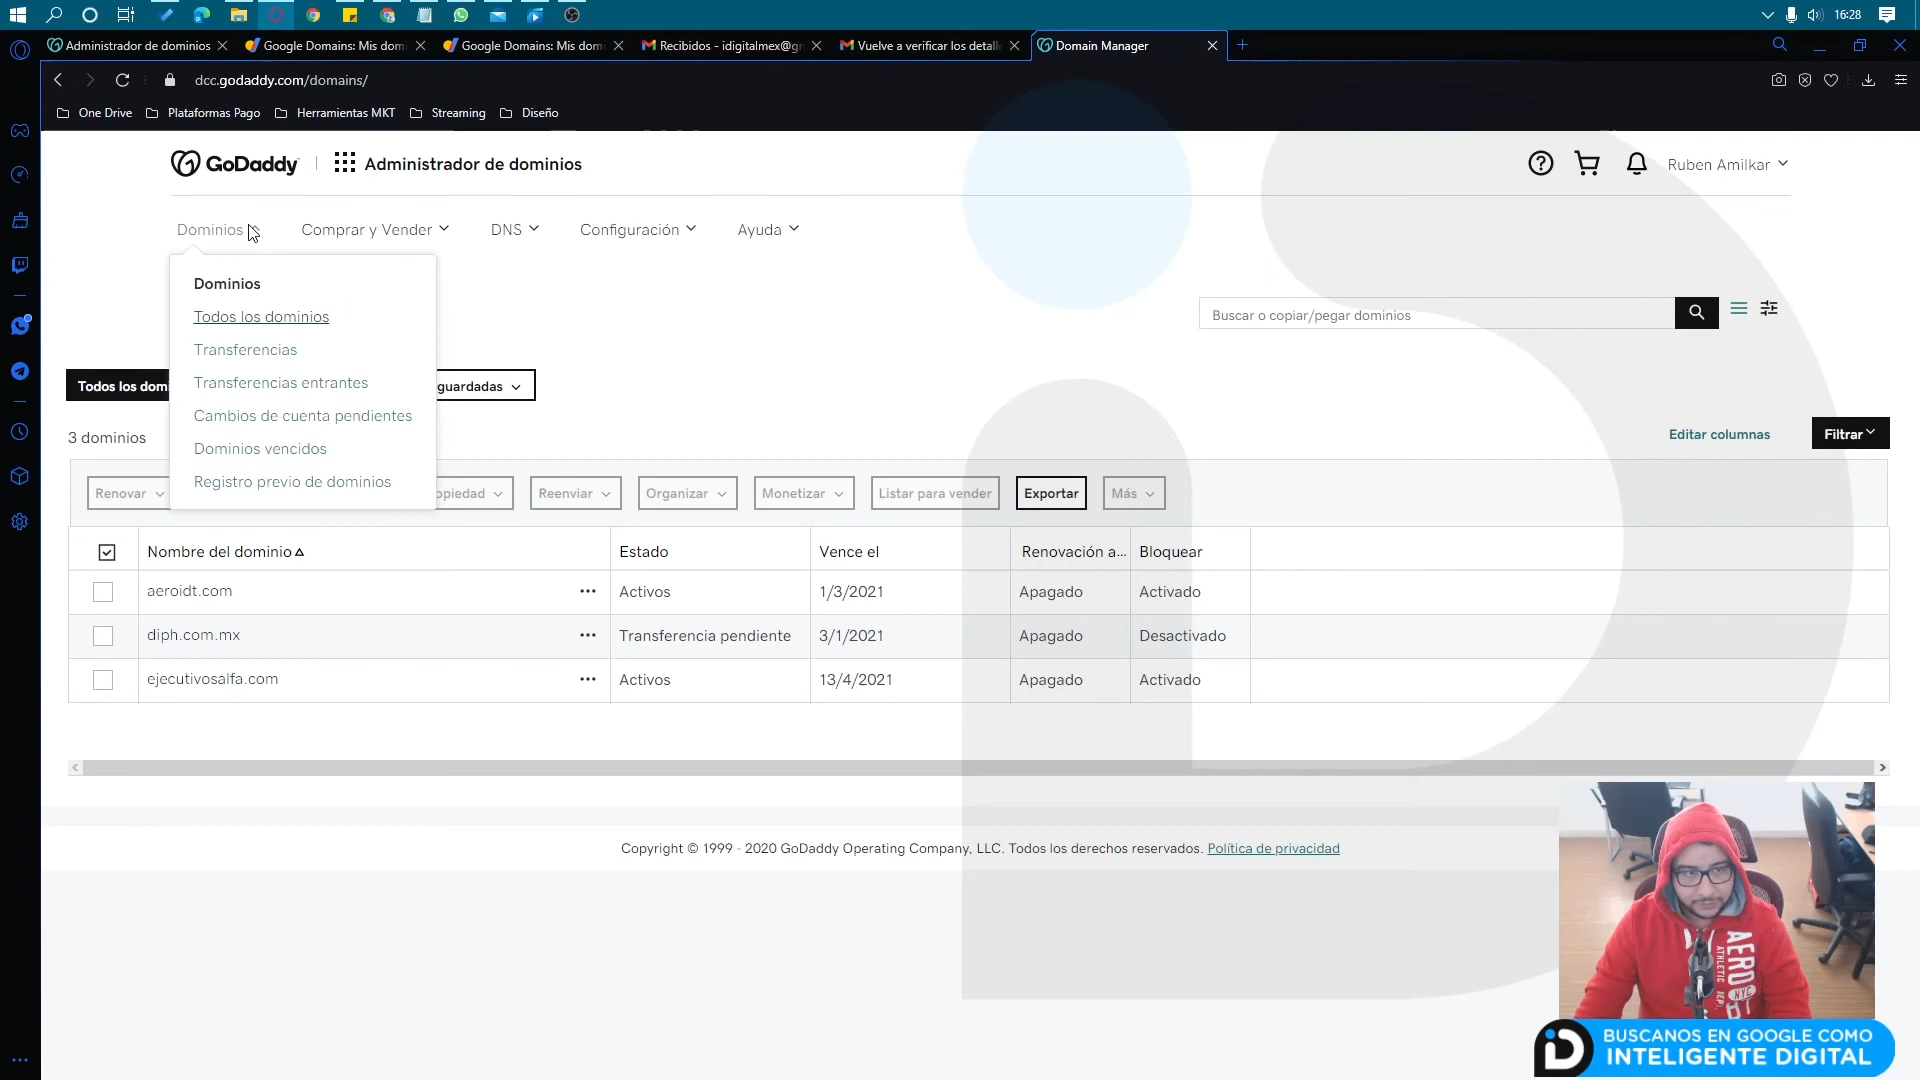 16:28
Administrador de dominios
Google Domains: Mis dom
Google Domains: Mis dom
Recibidos - idigitalmex@g
Vuelve a verificar los detall
Domain Manager
dcc.godaddy.com/domains/
One Drive
Plataformas Pago
Herramientas MKT
Streaming
Diseño
GoDaddy
Administrador de dominios
Ruben Amilkar
Dominios
Comprar y Vender
DNS
Configuración
Ayuda
Dominios
Todos los dominios
Transferencias
Transferencias entrantes
Cambios de cuenta pendientes
Dominios vencidos
Registro previo de dominios
Buscar o copiar/pegar dominios
Todos los domi
guardadas
3 dominios
Editar columnas
Filtrar
Renovar
opiedad
Reenviar
Organizar
Monetizar
Listar para vender
Exportar
Más
Nombre del dominio
Estado
Vence el
Renovación a...
Bloquear
aeroidt.com
Activos
1/3/2021
Apagado
Activado
diph.com.mx
Transferencia pendiente
3/1/2021
Apagado
Desactivado
ejecutivosalfa.com
Activos
13/4/2021
Apagado
Activado
Copyright © 1999 - 2020 GoDaddy Operating Company, LLC. Todos los derechos reservados. Política de privacidad
AERO
ATHLETIC
DEP.
NYC
BUSCANOS EN GOOGLE COMO
INTELIGENTE DIGITAL